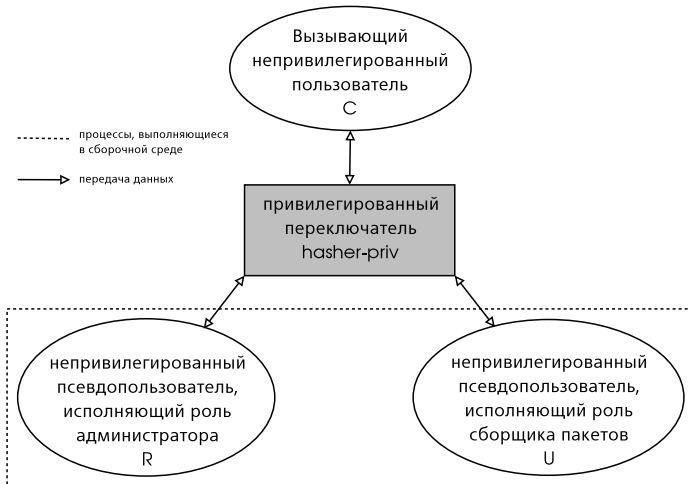 Вызывающий
непривилегированный
пользователь
C
процессы, выполняющиеся
в сборочной среде
передача данных
привилегированный
переключатель
hasher-priv
непривилегированный
псевдопользователь,
исполняющий роль
администратора
R
непривилегированный
псевдопользователь,
исполняющий роль
сборщика пакетов
U